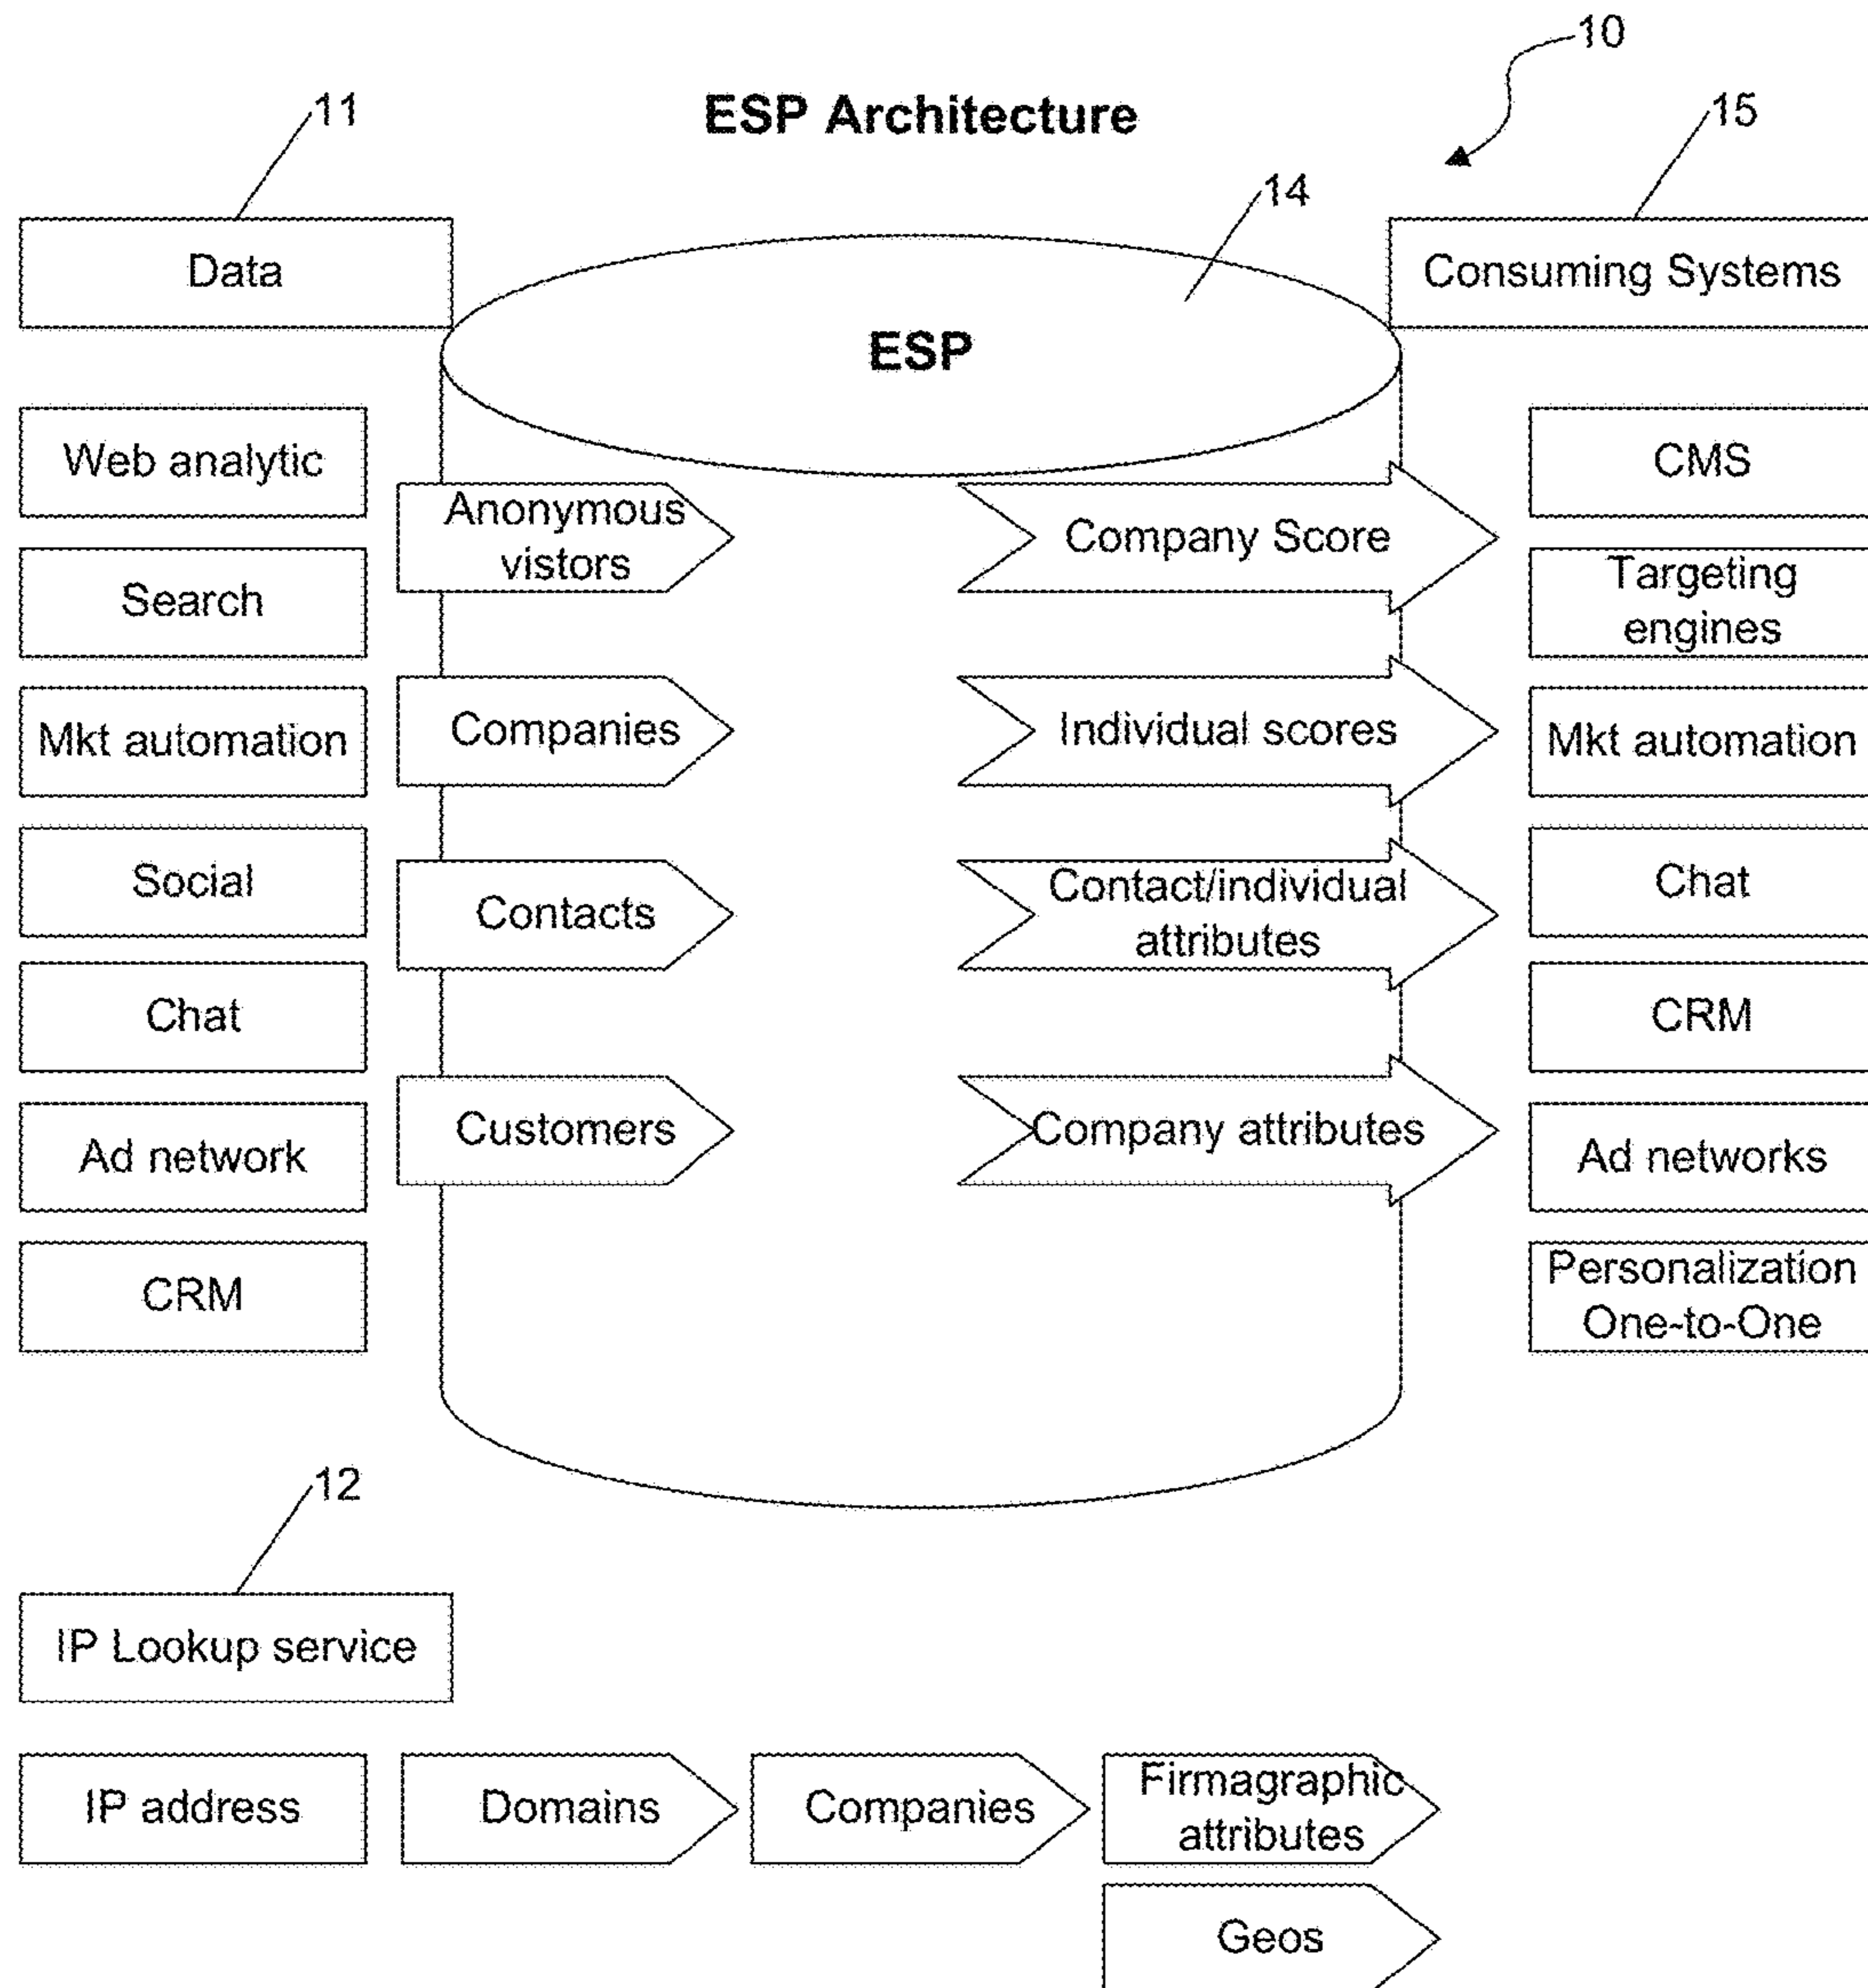 10
11
ESP Architecture
15
14
Data
Consuming Systems
ESP
Web analytic
CMS
Anonymous
vistors
Company Score
Search
Targeting
engines
Mkt automation
Companies
Individual scores
Mkt automation
Social
Contacts
Contact/individual
attributes
Chat
Chat
CRM
Customers
Company attributes
Ad network
Ad networks
CRM
Personalization
One-to-One
12
IP Lookup service
IP address
Domains
Companies
Firmagraphic
attributes
Geos